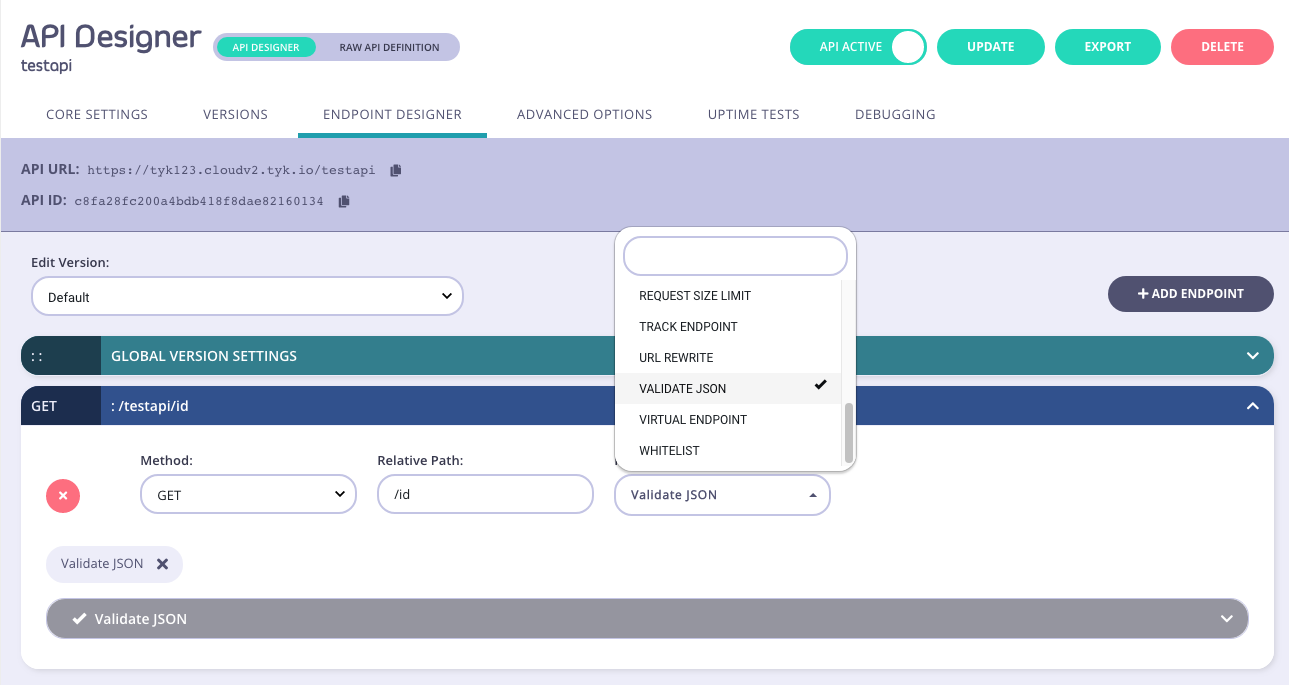 API Designer
testapi
API DESIGNER
RAW API DEFINITION
API ACTIVE
UPDATE
EXPORT
DELETE
CORE SETTINGS
VERSIONS
ENDPOINT DESIGNER
ADVANCED OPTIONS
UPTIME TESTS
DEBUGGING
API URL: https://tyk123.cloudv2.tyk.io/testapi
API ID: c8fa28fc200a4bdb418f8dae82160134
Edit Version:
Default
+ ADD ENDPOINT
: : GLOBAL VERSION SETTINGS
GET : /testapi/id
REQUEST SIZE LIMIT
TRACK ENDPOINT
URL REWRITE
VALIDATE JSON
VIRTUAL ENDPOINT
WHITELIST
Method:
Relative Path:
GET
/id
Validate JSON
Validate JSON
Validate JSON